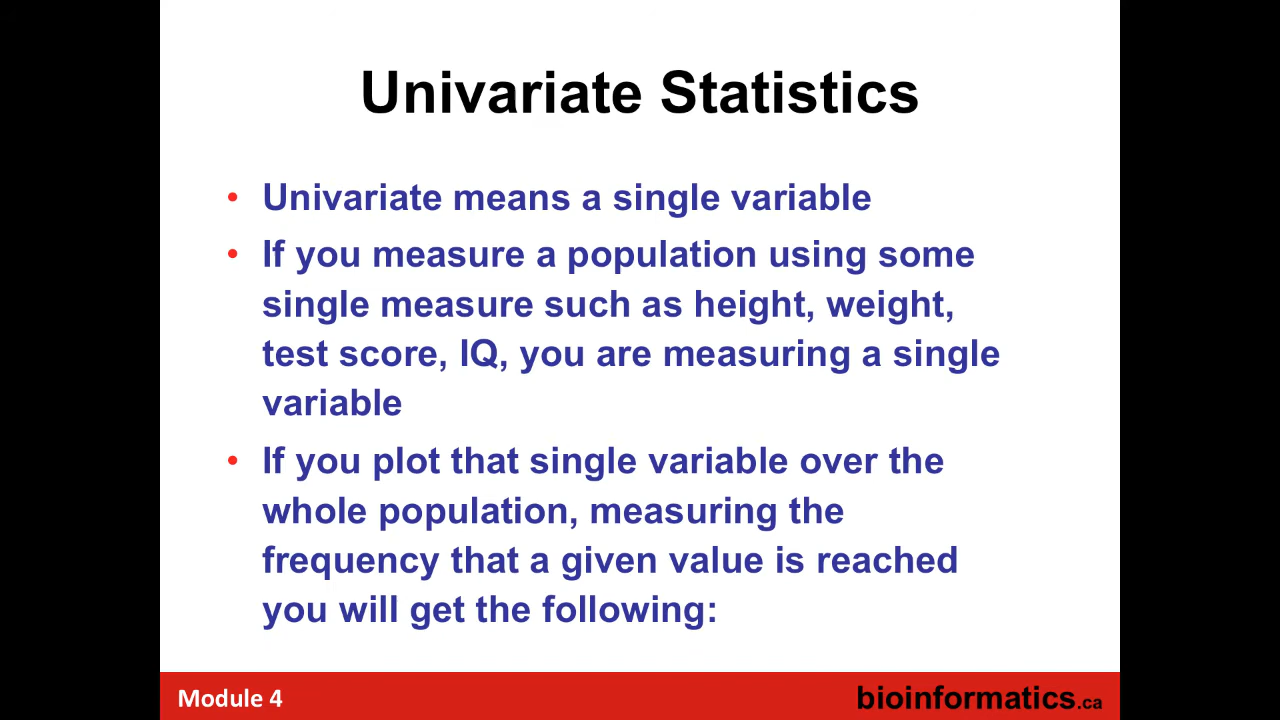 Univariate Statistics
• Univariate means a single variable
• If you measure a population using some
single measure such as height, weight,
test score, IQ, you are measuring a single
variable
• If you plot that single variable over the
whole population, measuring the
frequency that a given value is reached
you will get the following:
Module 4
bioinformatics.ca